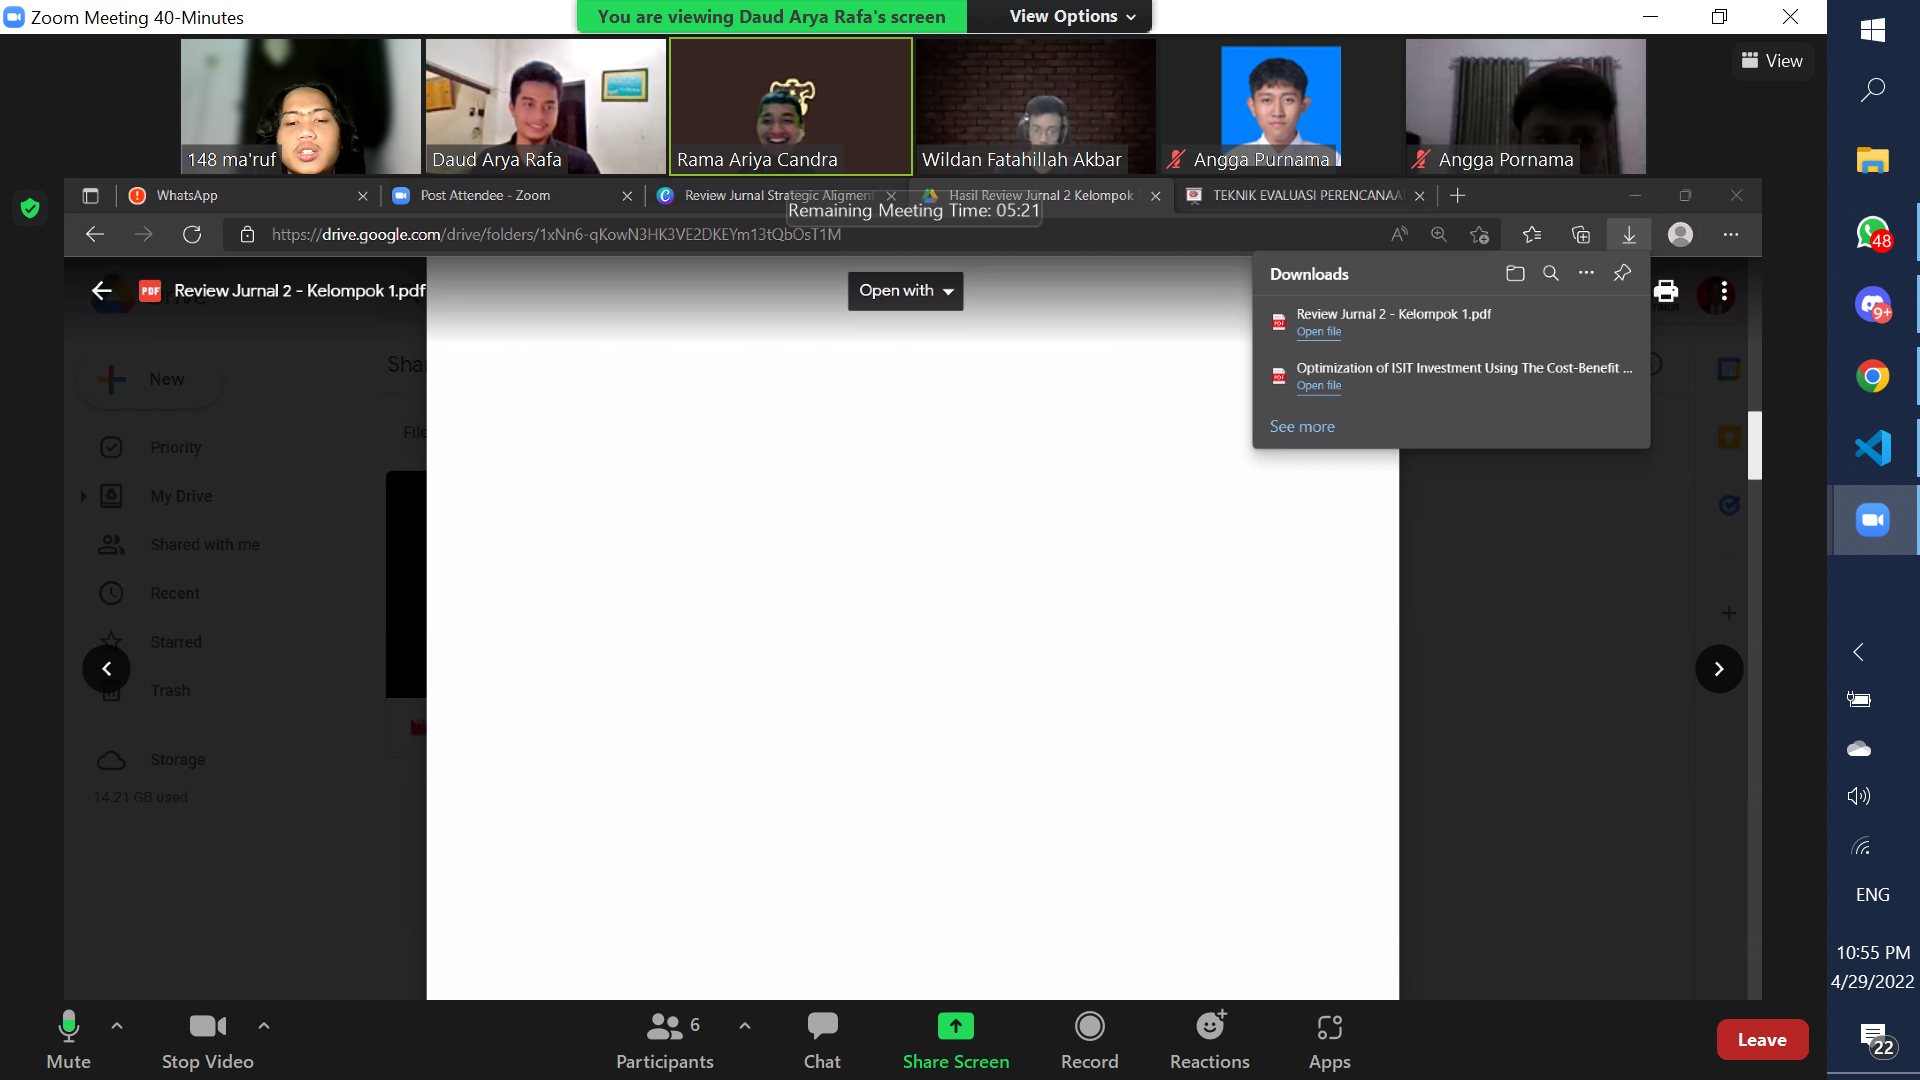 Zoom Meeting 40-Minutes
You are viewing Daud Arya Rafa's screen
View Options
View
148 ma'ruf
Daud Arya Rafa
Rama Ariya Candra
Wildan Fatahillah Akbar
Angga Purnama
Angga Pornama
WhatsApp
Post Attendee - Zoom
Review Jurnal Strategic Aligment
Hasil Review Jurnal 2 Kelompok
TEKNIK EVALUASI PERENCANAA
Remaining Meeting Time: 05:21
https://drive.google.com/drive/folders/1xNn6-qKowN3HK3VE2DKEYm13tQbOsT1M
PDF
Review Jurnal 2 - Kelompok 1.pdf
Open with
Downloads
Review Jurnal 2 - Kelompok 1.pdf
Open file
Optimization of ISIT Investment Using The Cost-Benefit ...
Open file
See more
New
Shar
File
Priority
My Drive
Shared with me
Recent
Starred
Trash
Storage
14.21 GB used
Mute
Stop Video
6
Participants
Chat
Share Screen
Record
Reactions
Apps
Leave
48
9+
ENG
10:55 PM
4/29/2022
22